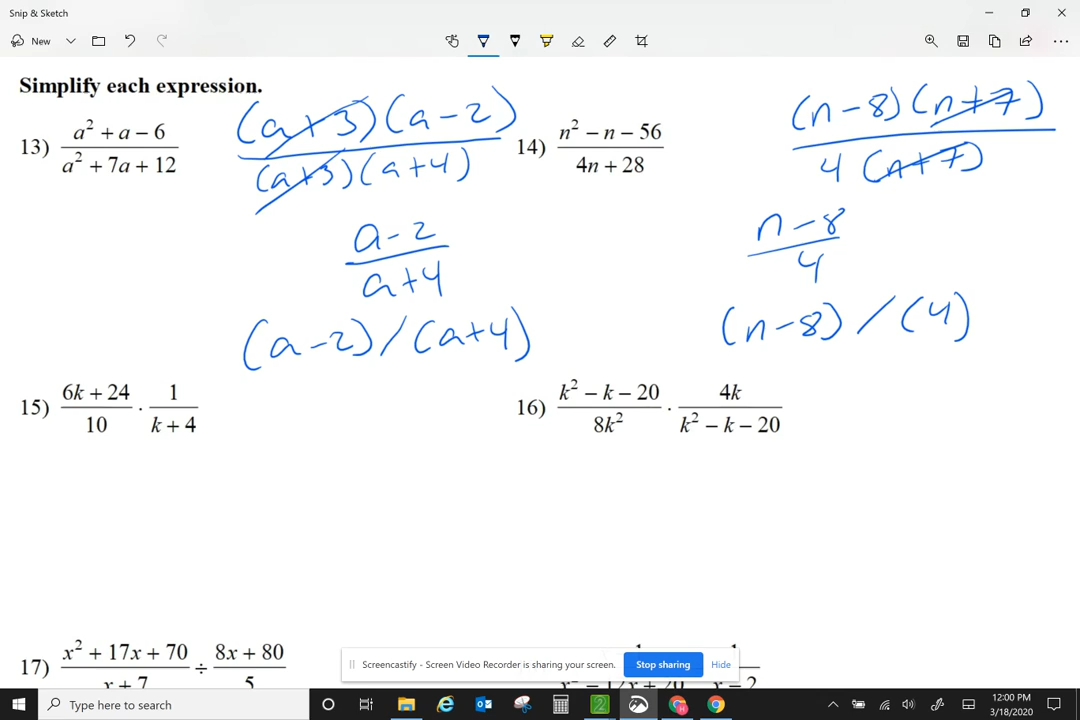 Snip & Sketch
New
Simplify each expression.
13) a² + a − 6 / a² + 7a + 12
(a+3)(a−2) / (a+3)(a+4)
a−2 / a+4
(a−2)/(a+4)
14) n² − n − 56 / 4n + 28
(n−8)(n+7) / 4(n+7)
n−8 / 4
(n−8)/(4)
15) 6k + 24 / 10 · 1 / k + 4
16) k² − k − 20 / 8k² · 4k / k² − k − 20
17) x² + 17x + 70 / x + 7 ÷ 8x + 80 / 5
Screencastify - Screen Video Recorder is sharing your screen.
Stop sharing
Hide
Type here to search
12:00 PM
3/18/2020